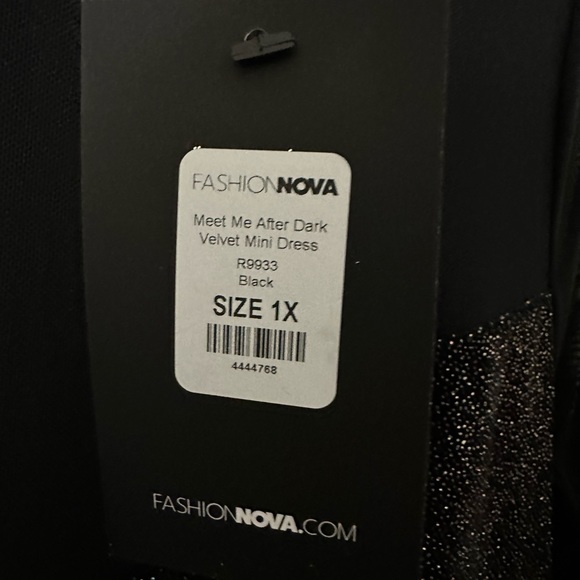 FASHIONNOVA
Meet Me After Dark
Velvet Mini Dress
R9933
Black
SIZE 1X
4444768
FASHIONNOVA.COM